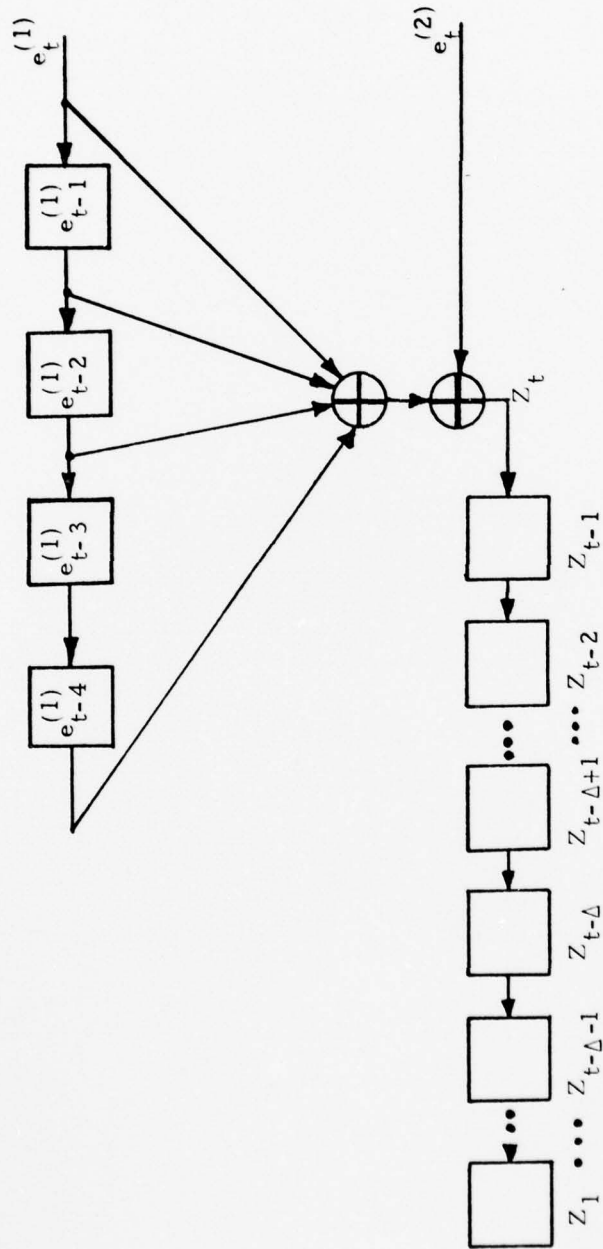 e_t^(1)
e_{t-1}^(1)
e_{t-2}^(1)
e_{t-3}^(1)
e_{t-4}^(1)
e_t^(2)
Z_t
Z_{t-1}
Z_{t-2}
••••
Z_{t-Δ+1}
Z_{t-Δ}
Z_{t-Δ-1}
•••
Z_1